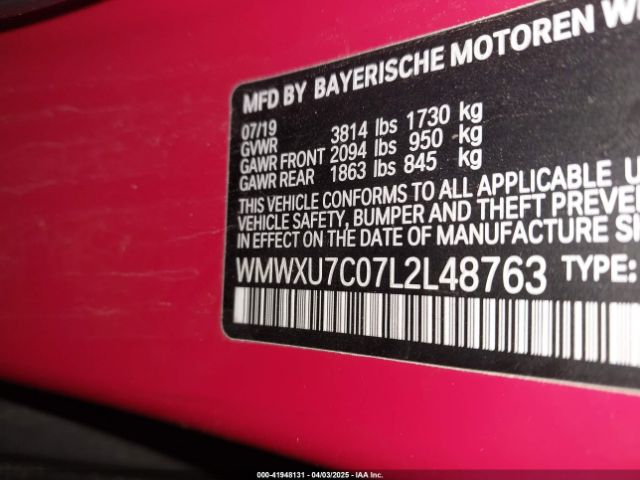 MFD BY BAYERISCHE MOTOREN
07/19
GVWR 3814 lbs 1730 kg
GAWR FRONT 2094 lbs 950 kg
GAWR REAR 1863 lbs 845 kg
THIS VEHICLE CONFORMS TO ALL APPLICABLE
VEHICLE SAFETY, BUMPER AND THEFT
IN EFFECT ON THE DATE OF MANUFACTURE
WMWXU7C07L2L48763 TYPE:
000-41948131 - 04/03/2025 - IAA Inc.